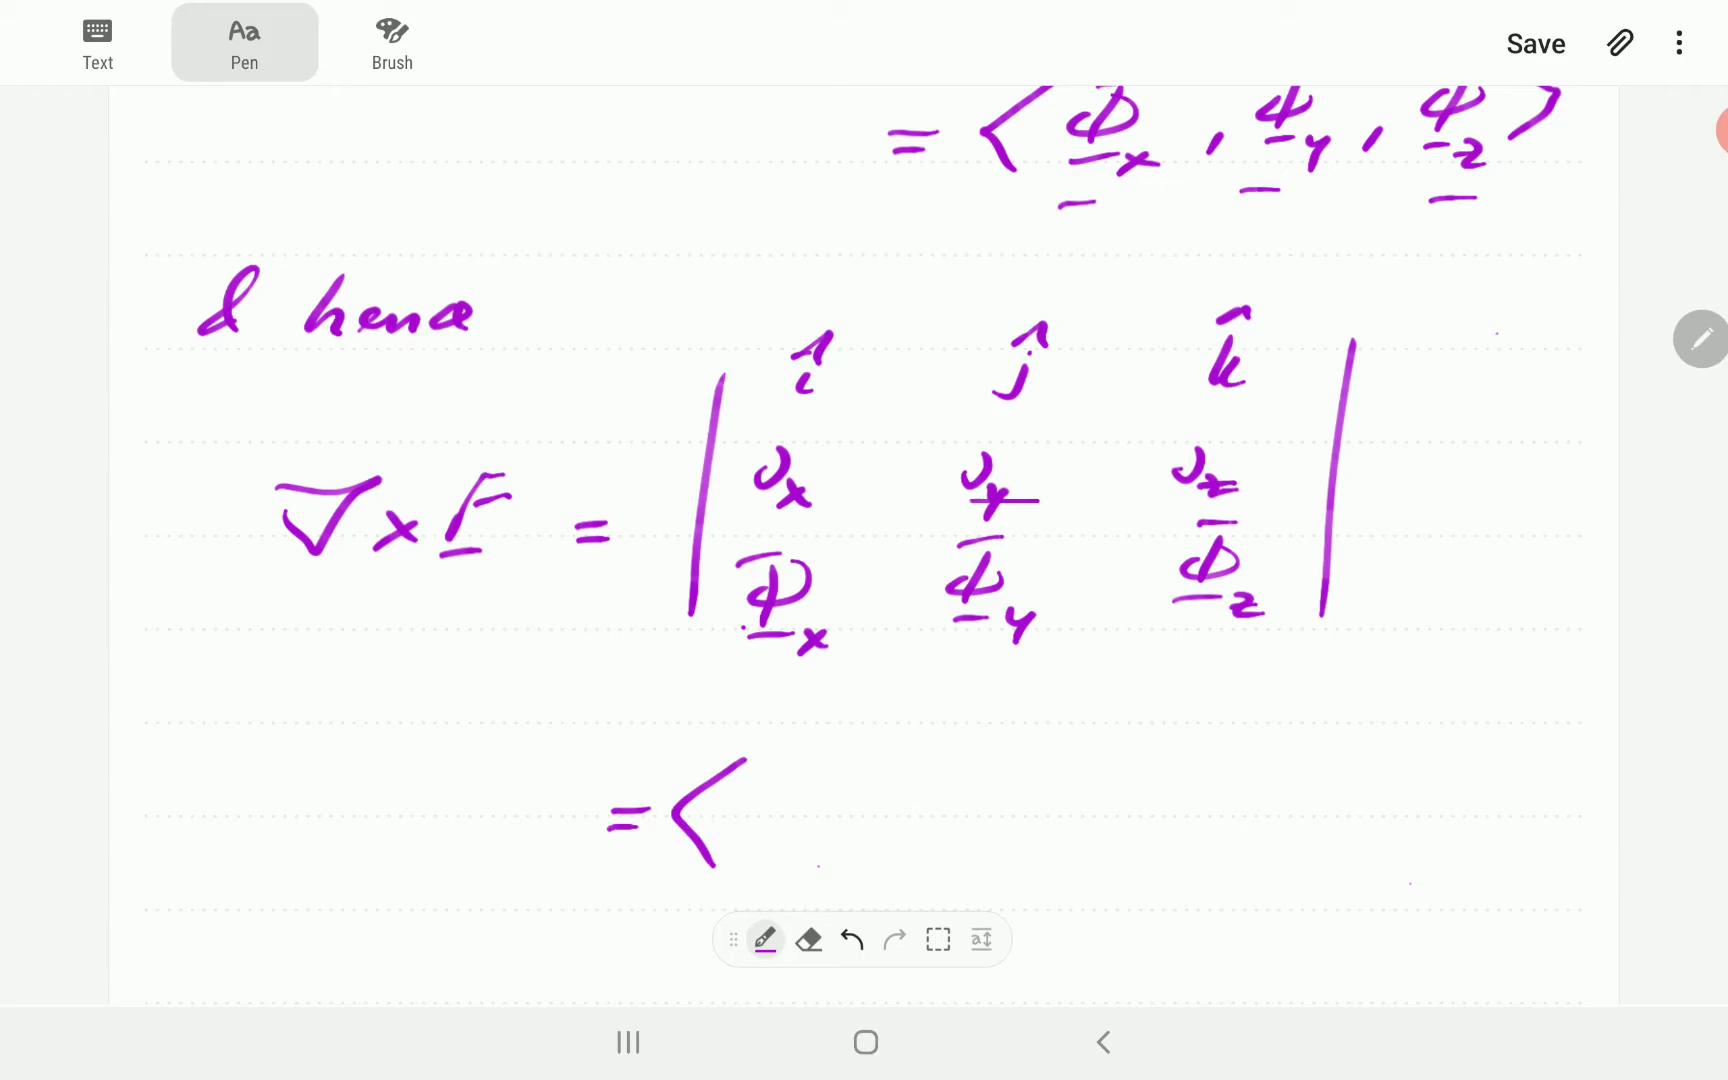 Text Pen Brush Save
= ⟨Φ_x, Φ_y, Φ_z⟩
& hence
î ĵ k̂
∇ × F = | ∂_x ∂_y ∂_z |
Φ_x Φ_y Φ_z
= ⟨